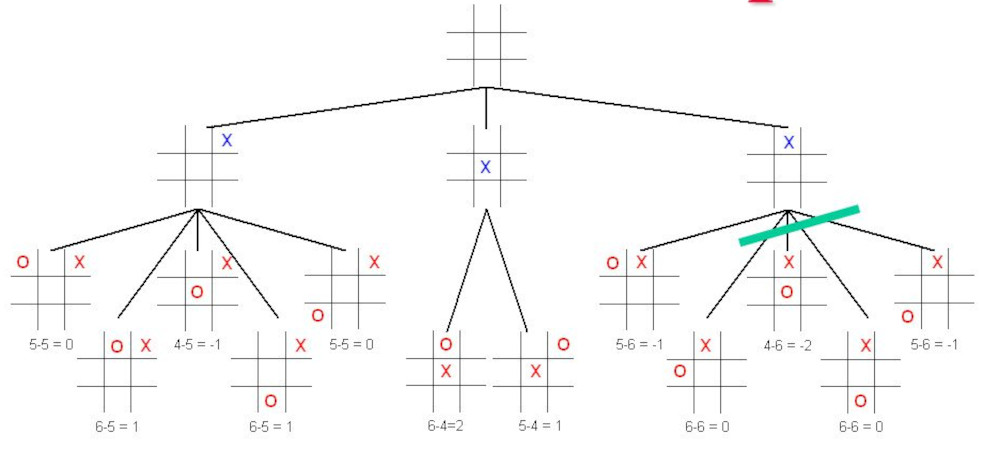 X
X
X
O X
X
O
X
O
O X
X
O
X
O
5-5 = 0
4-5 = -1
5-5 = 0
5-6 = -1
4-6 = -2
5-6 = -1
O X
X
O
O
X
O
X
X
O
X
O
6-5 = 1
6-5 = 1
6-4=2
5-4 = 1
6-6 = 0
6-6 = 0